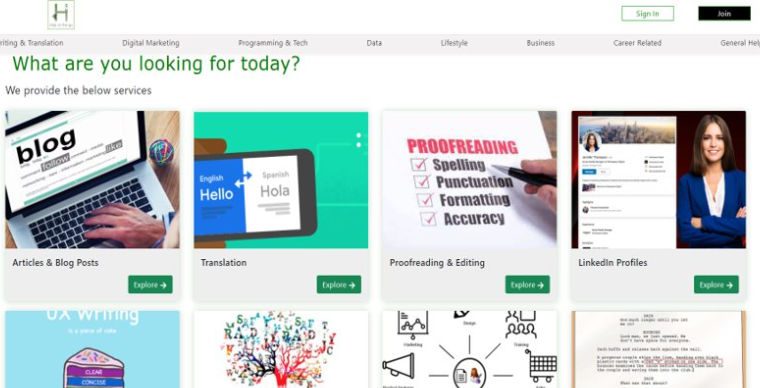 H
Sign In
Join
riting & Translation
Digital Marketing
Programming & Tech
Data
Lifestyle
Business
Career Related
General Help
What are you looking for today?
We provide the below services
blog
follow
like
English
Hello
Spanish
Hola
PROOFREADING
Spelling
Punctuation
Formatting
Accuracy
Articles & Blog Posts
Translation
Proofreading & Editing
LinkedIn Profiles
Explore →
Explore →
Explore →
Explore →
UX Writing
is a piece of cake
CLEAR
CONCISE
Marketing
Design
Training
Sales
JACK